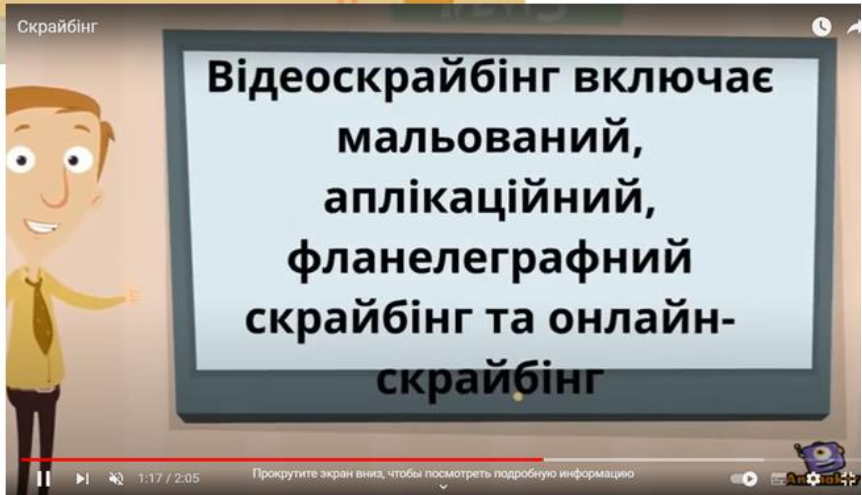 Скрайбінг
Відеоскрайбінг включає
мальований,
аплікаційний,
фланелеграфний
скрайбінг та онлайн-
скрайбінг
1:17 / 2:05
Прокрутите экран вниз, чтобы посмотреть подробную информацию